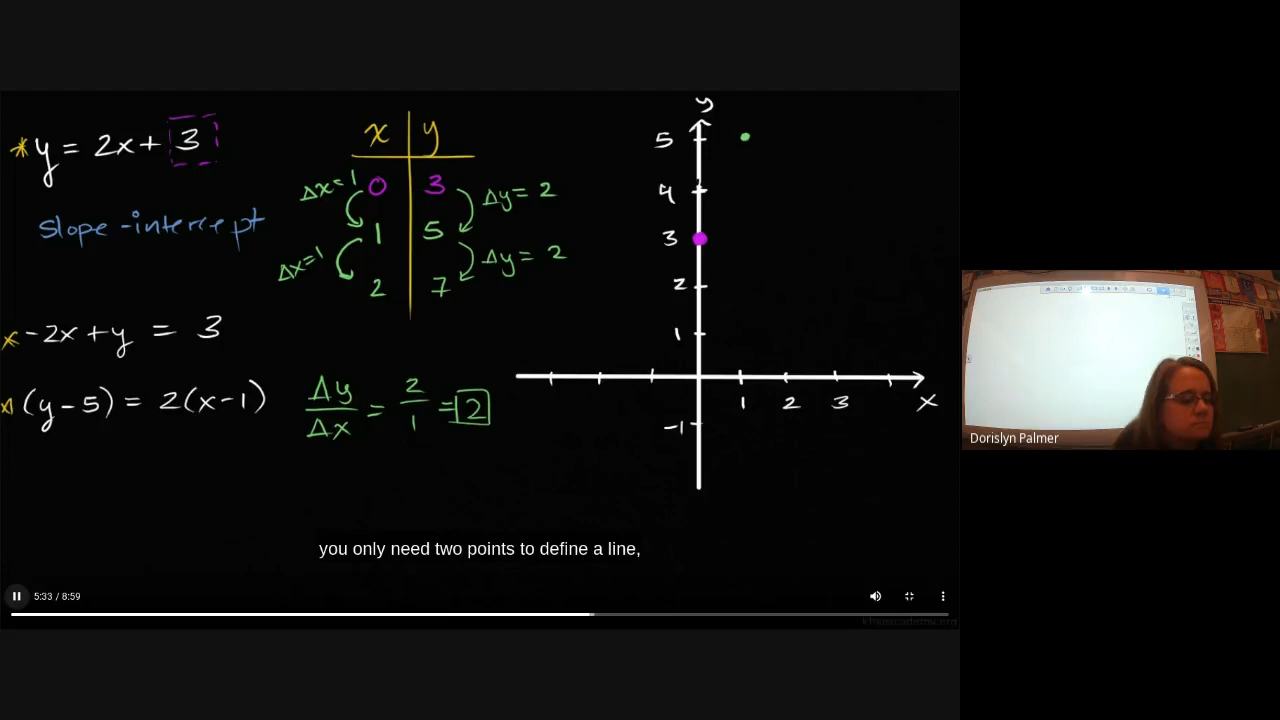 *y = 2x + 3
slope-intercept
*-2x + y = 3
*(y - 5) = 2(x - 1)
x y
Δx=1 0 3 Δy = 2
1 5
Δx=1 Δy = 2
2 7
Δy/Δx = 2/1 = 2
y
5
4
3
2
1
1 2 3 x
-1
you only need two points to define a line,
5:33 / 8:59
khanacademy.org
Dorislyn Palmer